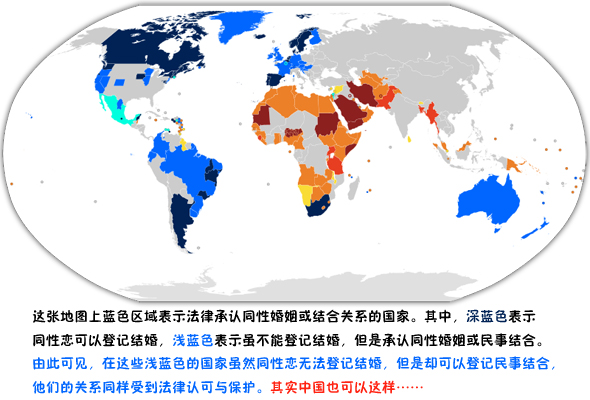 这张地图上蓝色区域表示法律承认同性婚姻或结合关系的国家。其中，深蓝色表示
同性恋可以登记结婚，浅蓝色表示虽不能登记结婚，但是承认同性婚姻或民事结合。
由此可见，在这些浅蓝色的国家虽然同性恋无法登记结婚，但是却可以登记民事结合，
他们的关系同样受到法律认可与保护。其实中国也可以这样……